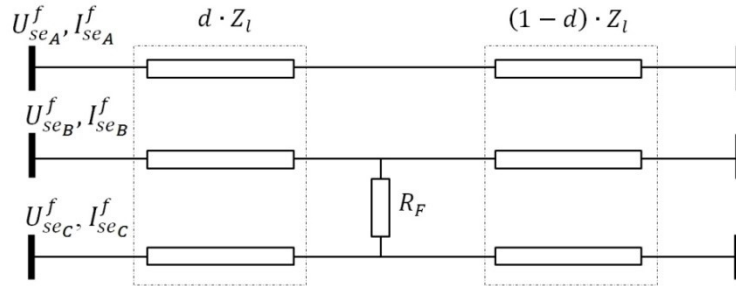 U^f_{se_A}, I^f_{se_A} d · Z_l (1 − d) · Z_l
U^f_{se_B}, I^f_{se_B}
R_F
U^f_{se_C}, I^f_{se_C}